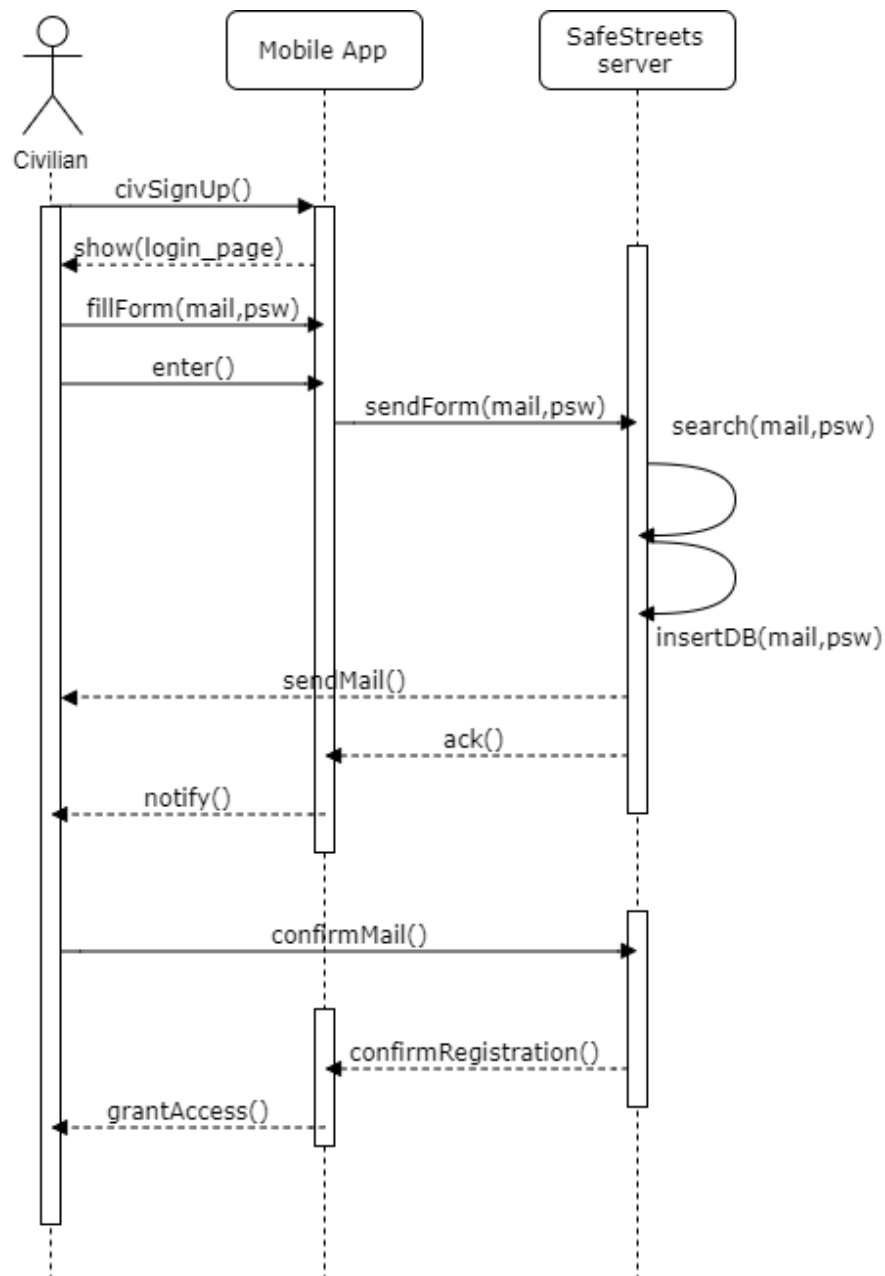 Mobile App
SafeStreets
server
Civilian
civSignUp()
show(login_page)
fillForm(mail,psw)
enter()
sendForm(mail,psw)
search(mail,psw)
insertDB(mail,psw)
sendMail()
ack()
notify()
confirmMail()
confirmRegistration()
grantAccess()